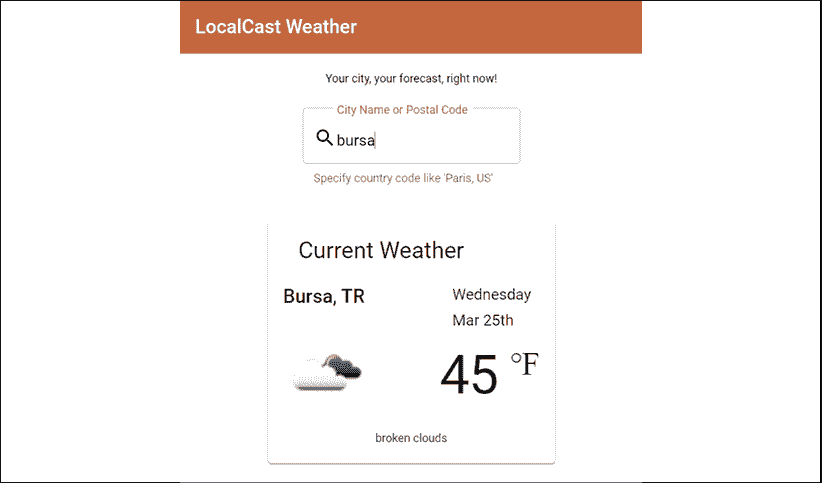 LocalCast Weather
Your city, your forecast, right now!
City Name or Postal Code
bursa
Specify country code like 'Paris, US'
Current Weather
Bursa, TR
Wednesday
Mar 25th
45 °F
broken clouds